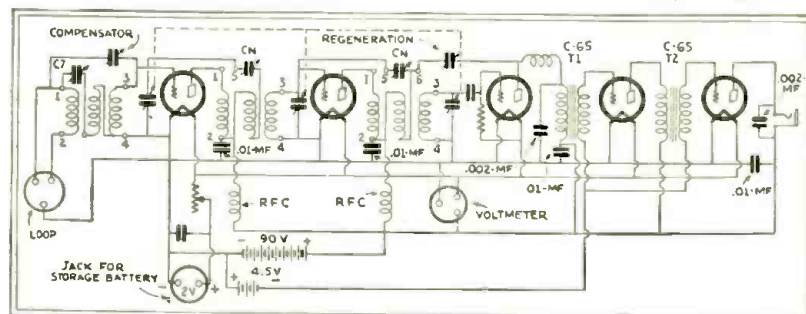 COMPENSATOR
C7
1
2
3
4
1
2
CN
5
3
4
.01-MF
REGENERATION
CN
1
2
5
6
3
4
.01-MF
C-65
T1
C-65
T2
.002-
MF
.002-MF
.01-MF
.01-MF
LOOP
RFC
RFC
VOLTMETER
- 90 V +
+ 4.5V -
JACK FOR
STORAGE BATTERY
- 2V +